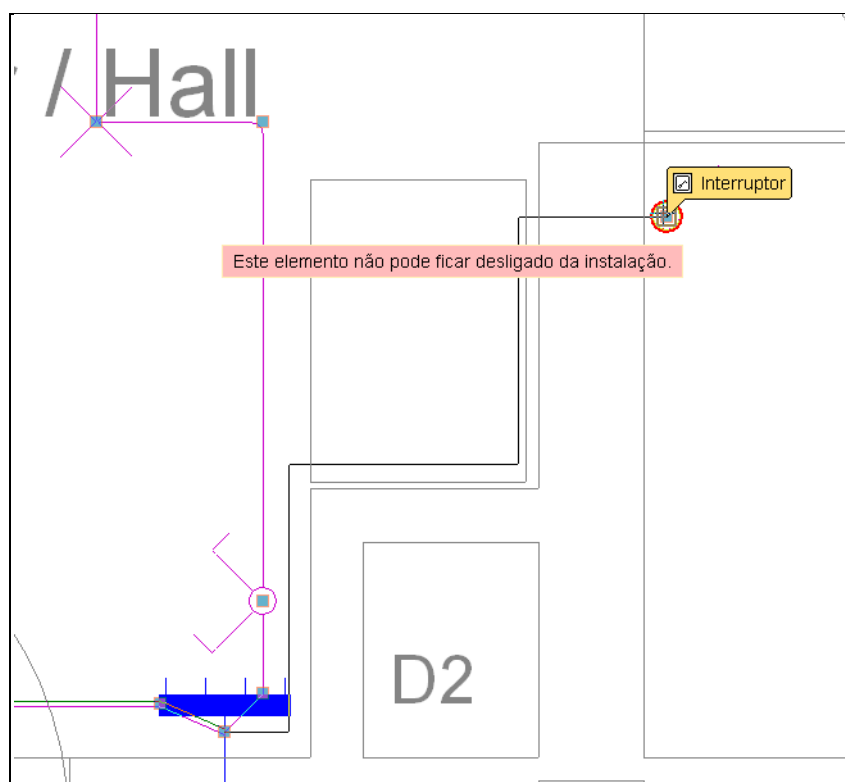 / Hall
Interruptor
Este elemento não pode ficar desligado da instalação.
D2